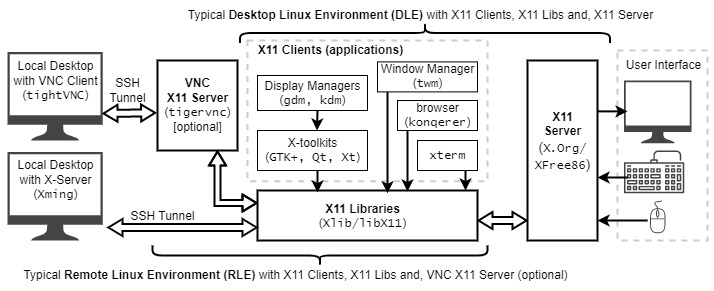 Typical Desktop Linux Environment (DLE) with X11 Clients, X11 Libs and, X11 Server
Local Desktop
with VNC Client
(tightVNC)
SSH
Tunnel
VNC
X11 Server
(tigervnc)
[optional]
X11 Clients (applications)
Display Managers
(gdm, kdm)
X-toolkits
(GTK+, Qt, Xt)
Window Manager
(twm)
browser
(konqerer)
xterm
X11
Server
(X.Org/
XFree86)
User Interface
Local Desktop
with X-Server
(Xming)
SSH Tunnel
X11 Libraries
(Xlib/libX11)
Typical Remote Linux Environment (RLE) with X11 Clients, X11 Libs and, VNC X11 Server (optional)